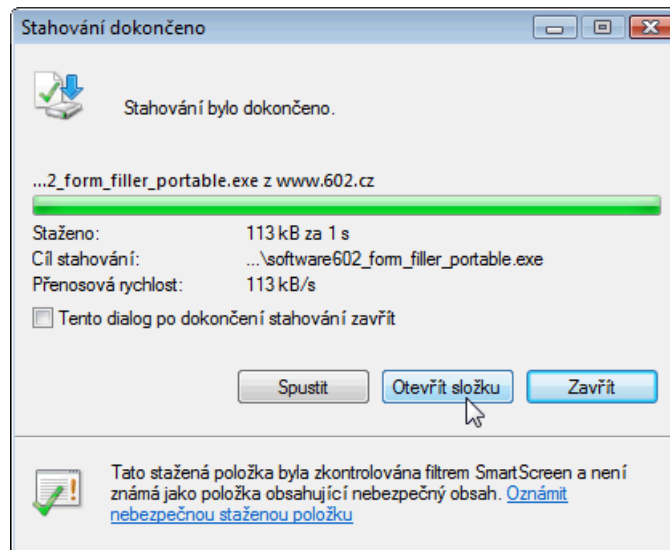 Stahování dokončeno
Stahování bylo dokončeno.
...2_form_filler_portable.exe z www.602.cz
Staženo: 113 kB za 1 s
Cíl stahování: ...\software602_form_filler_portable.exe
Přenosová rychlost: 113 kB/s
Tento dialog po dokončení stahování zavřít
Spustit Otevřít složku Zavřít
Tato stažená položka byla zkontrolována filtrem SmartScreen a není
známá jako položka obsahující nebezpečný obsah. Oznámit
nebezpečnou staženou položku